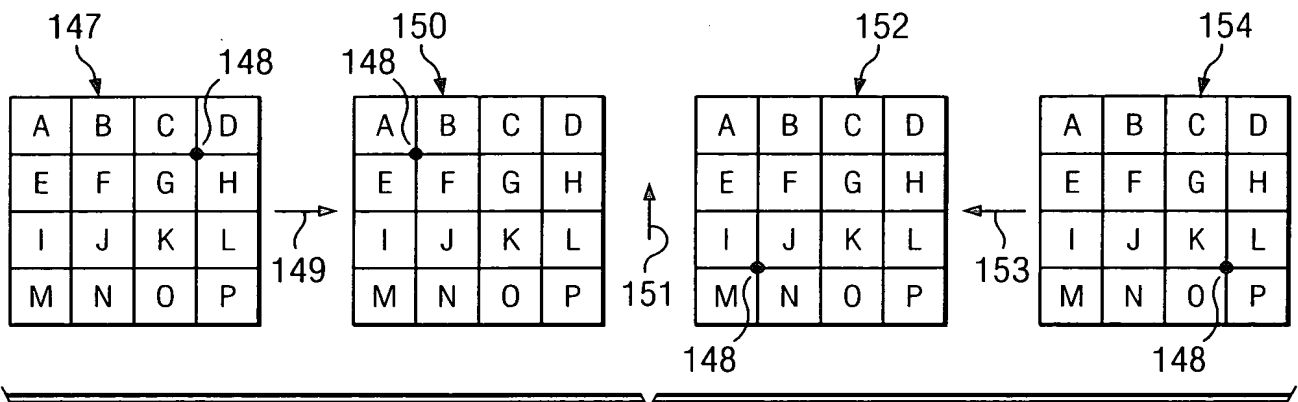 147 150 152 154
148 148
A B C D A B C D A B C D A B C D
E F G H E F G H E F G H E F G H
I J K L I J K L I J K L I J K L
149 151 153
M N O P M N O P M N O P M N O P
148 148